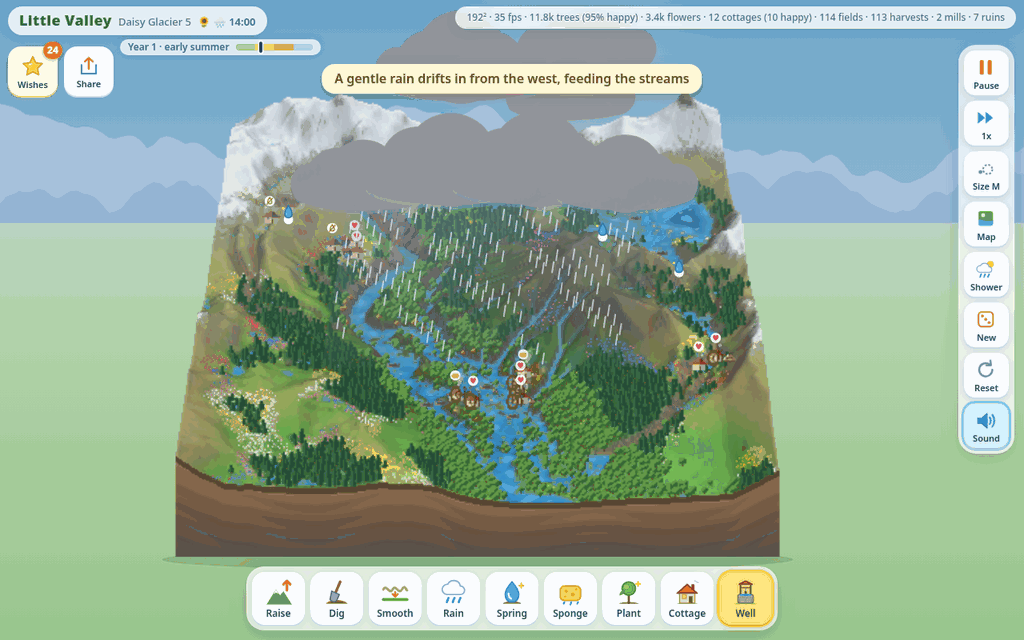 Little Valley Daisy Glacier 5 14:00
192² · 35 fps · 11.8k trees (95% happy) · 3.4k flowers · 12 cottages (10 happy) · 114 fields · 113 harvests · 2 mills · 7 ruins
Year 1 · early summer
24
Wishes
Share
A gentle rain drifts in from the west, feeding the streams
Pause
1x
Size M
Map
Shower
New
Reset
Sound
Raise
Dig
Smooth
Rain
Spring
Sponge
Plant
Cottage
Well